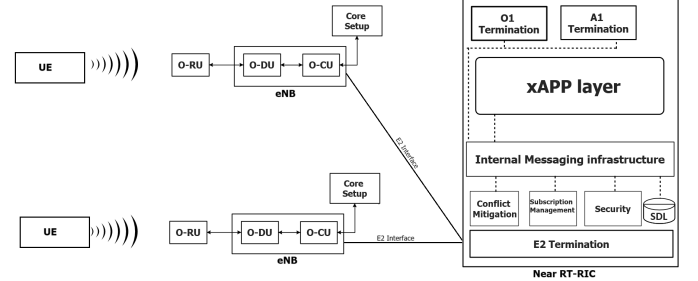 Core
Setup
UE
O-RU
O-DU
O-CU
eNB
E2 Interface
Core
Setup
UE
O-RU
O-DU
O-CU
eNB
E2 Interface
O1
Termination
A1
Termination
xAPP layer
Internal Messaging infrastructure
Conflict
Mitigation
Subscription
Management
Security
SDL
E2 Termination
Near RT-RIC